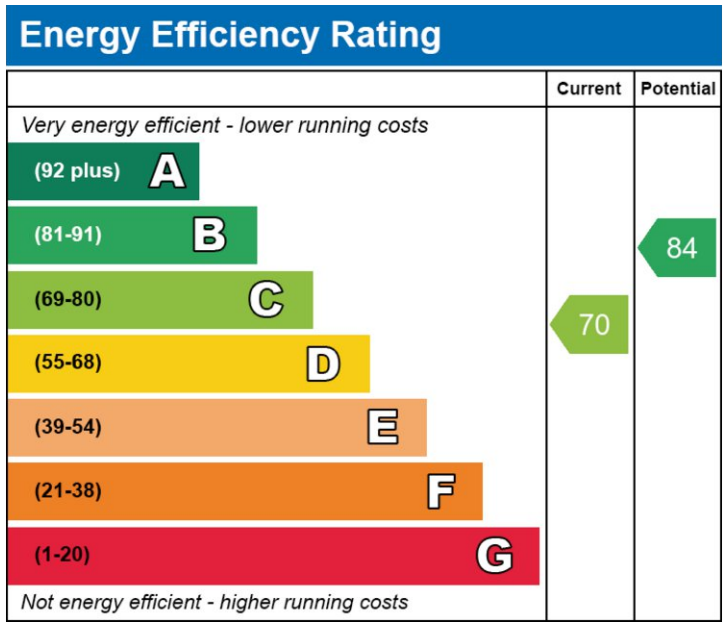 Energy Efficiency Rating
Current Potential
Very energy efficient - lower running costs
(92 plus) A
(81-91) B
84
(69-80) C
70
(55-68) D
(39-54) E
(21-38) F
(1-20) G
Not energy efficient - higher running costs